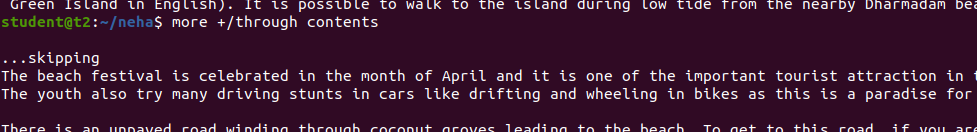 Green Island in English). It is possible to walk to the island during low tide from the nearby Dharmadam bea
student@t2:~/neha$ more +/through contents
...skipping
The beach festival is celebrated in the month of April and it is one of the important tourist attraction in
The youth also try many driving stunts in cars like drifting and wheeling in bikes as this is a paradise for
There is an unpaved road winding through coconut groves leading to the beach. To get to this road, if you are